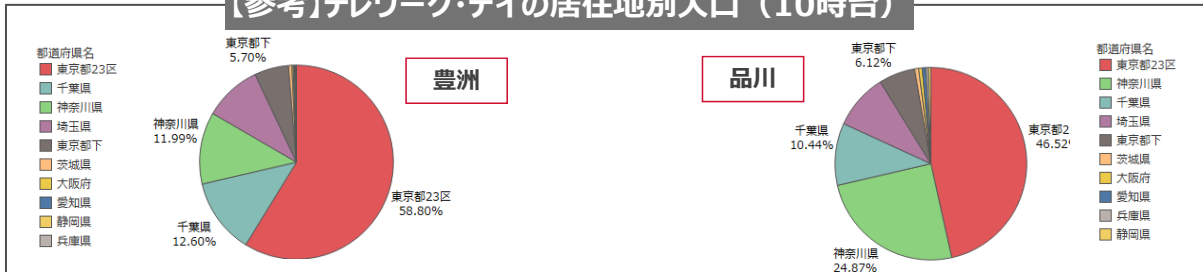 【参考】テレワーク・デイの居住地別人口（10時台）
都道府県名
東京都23区
千葉県
神奈川県
埼玉県
東京都下
茨城県
大阪府
愛知県
静岡県
兵庫県
東京都下
5.70%
神奈川県
11.99%
千葉県
12.60%
東京都23区
58.80%
豊洲
品川
東京都下
6.12%
千葉県
10.44%
神奈川県
24.87%
東京都2
46.52
都道府県名
東京都23区
神奈川県
千葉県
埼玉県
東京都下
茨城県
大阪府
愛知県
兵庫県
静岡県